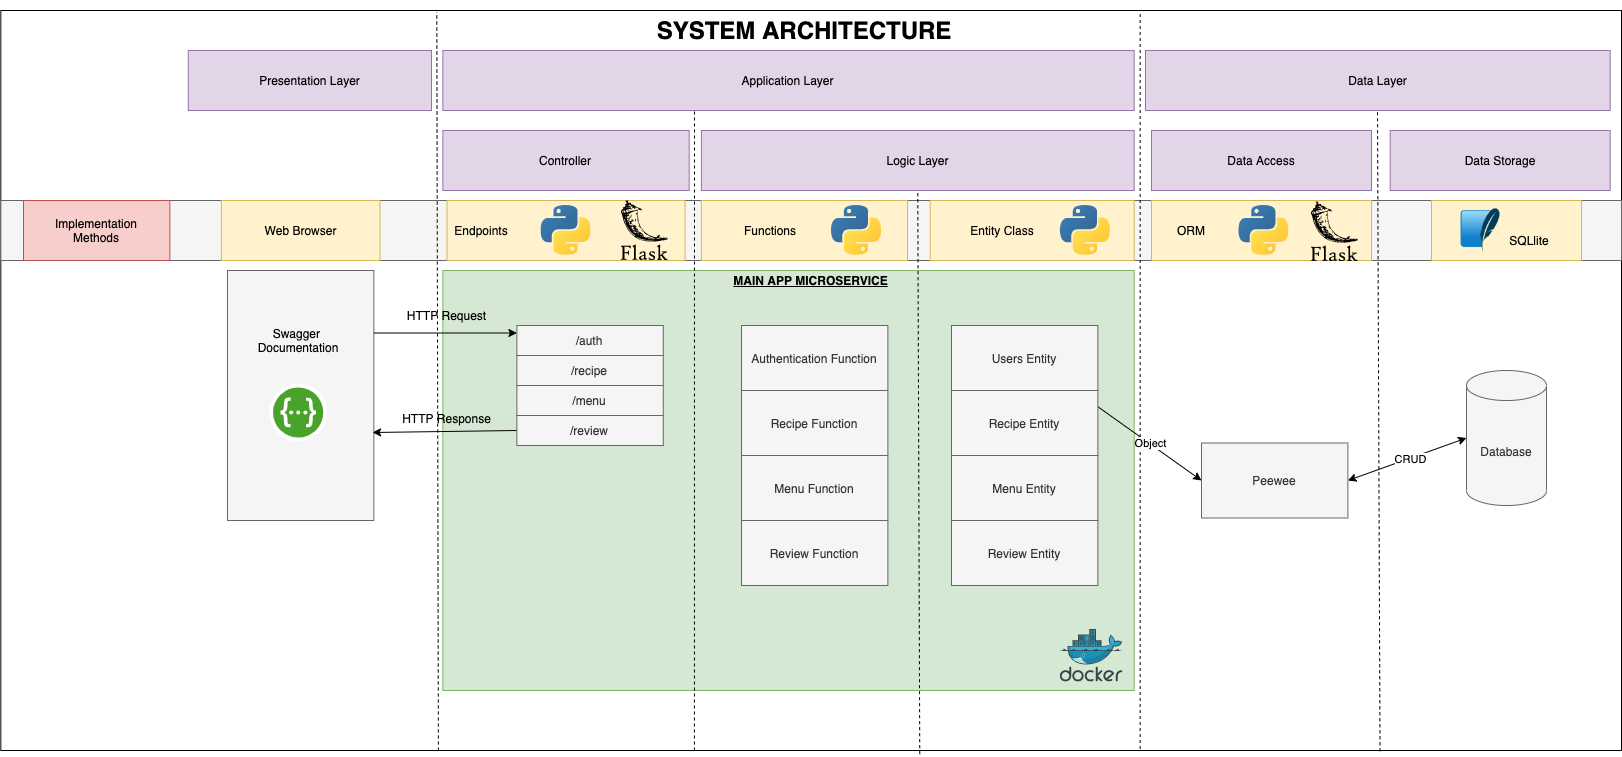 SYSTEM ARCHITECTURE
Presentation Layer
Application Layer
Data Layer
Controller
Logic Layer
Data Access
Data Storage
Implementation
Methods
Web Browser
Endpoints
Flask
Functions
Entity Class
ORM
Flask
SQLlite
MAIN APP MICROSERVICE
Swagger
Documentation
{···}
HTTP Request
HTTP Response
/auth
/recipe
/menu
/review
Authentication Function
Recipe Function
Menu Function
Review Function
Users Entity
Recipe Entity
Menu Entity
Review Entity
Object
Peewee
CRUD
Database
docker